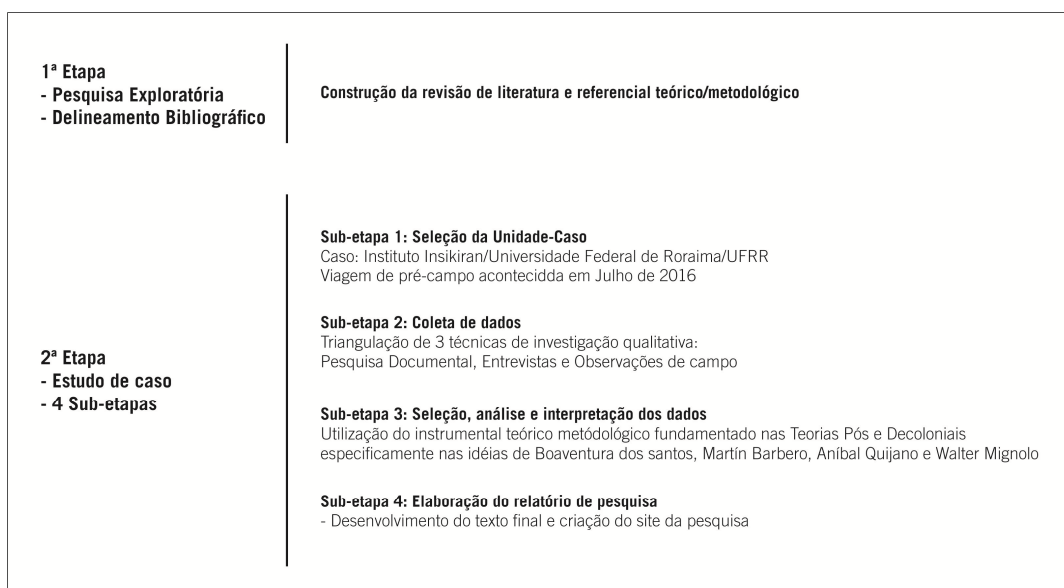 1ª Etapa
- Pesquisa Exploratória
- Delineamento Bibliográfico
Construção da revisão de literatura e referencial teórico/metodológico
2ª Etapa
- Estudo de caso
- 4 Sub-etapas
Sub-etapa 1: Seleção da Unidade-Caso
Caso: Instituto Insikiran/Universidade Federal de Roraima/UFRR
Viagem de pré-campo acontecidda em Julho de 2016
Sub-etapa 2: Coleta de dados
Triangulação de 3 técnicas de investigação qualitativa:
Pesquisa Documental, Entrevistas e Observações de campo
Sub-etapa 3: Seleção, análise e interpretação dos dados
Utilização do instrumental teórico metódológico fundamentado nas Teorias Pós e Decoloniais
especificamente nas idéias de Boaventura dos santos, Martín Barbero, Aníbal Quijano e Walter Mignolo
Sub-etapa 4: Elaboração do relatório de pesquisa
- Desenvolvimento do texto final e criação do site da pesquisa